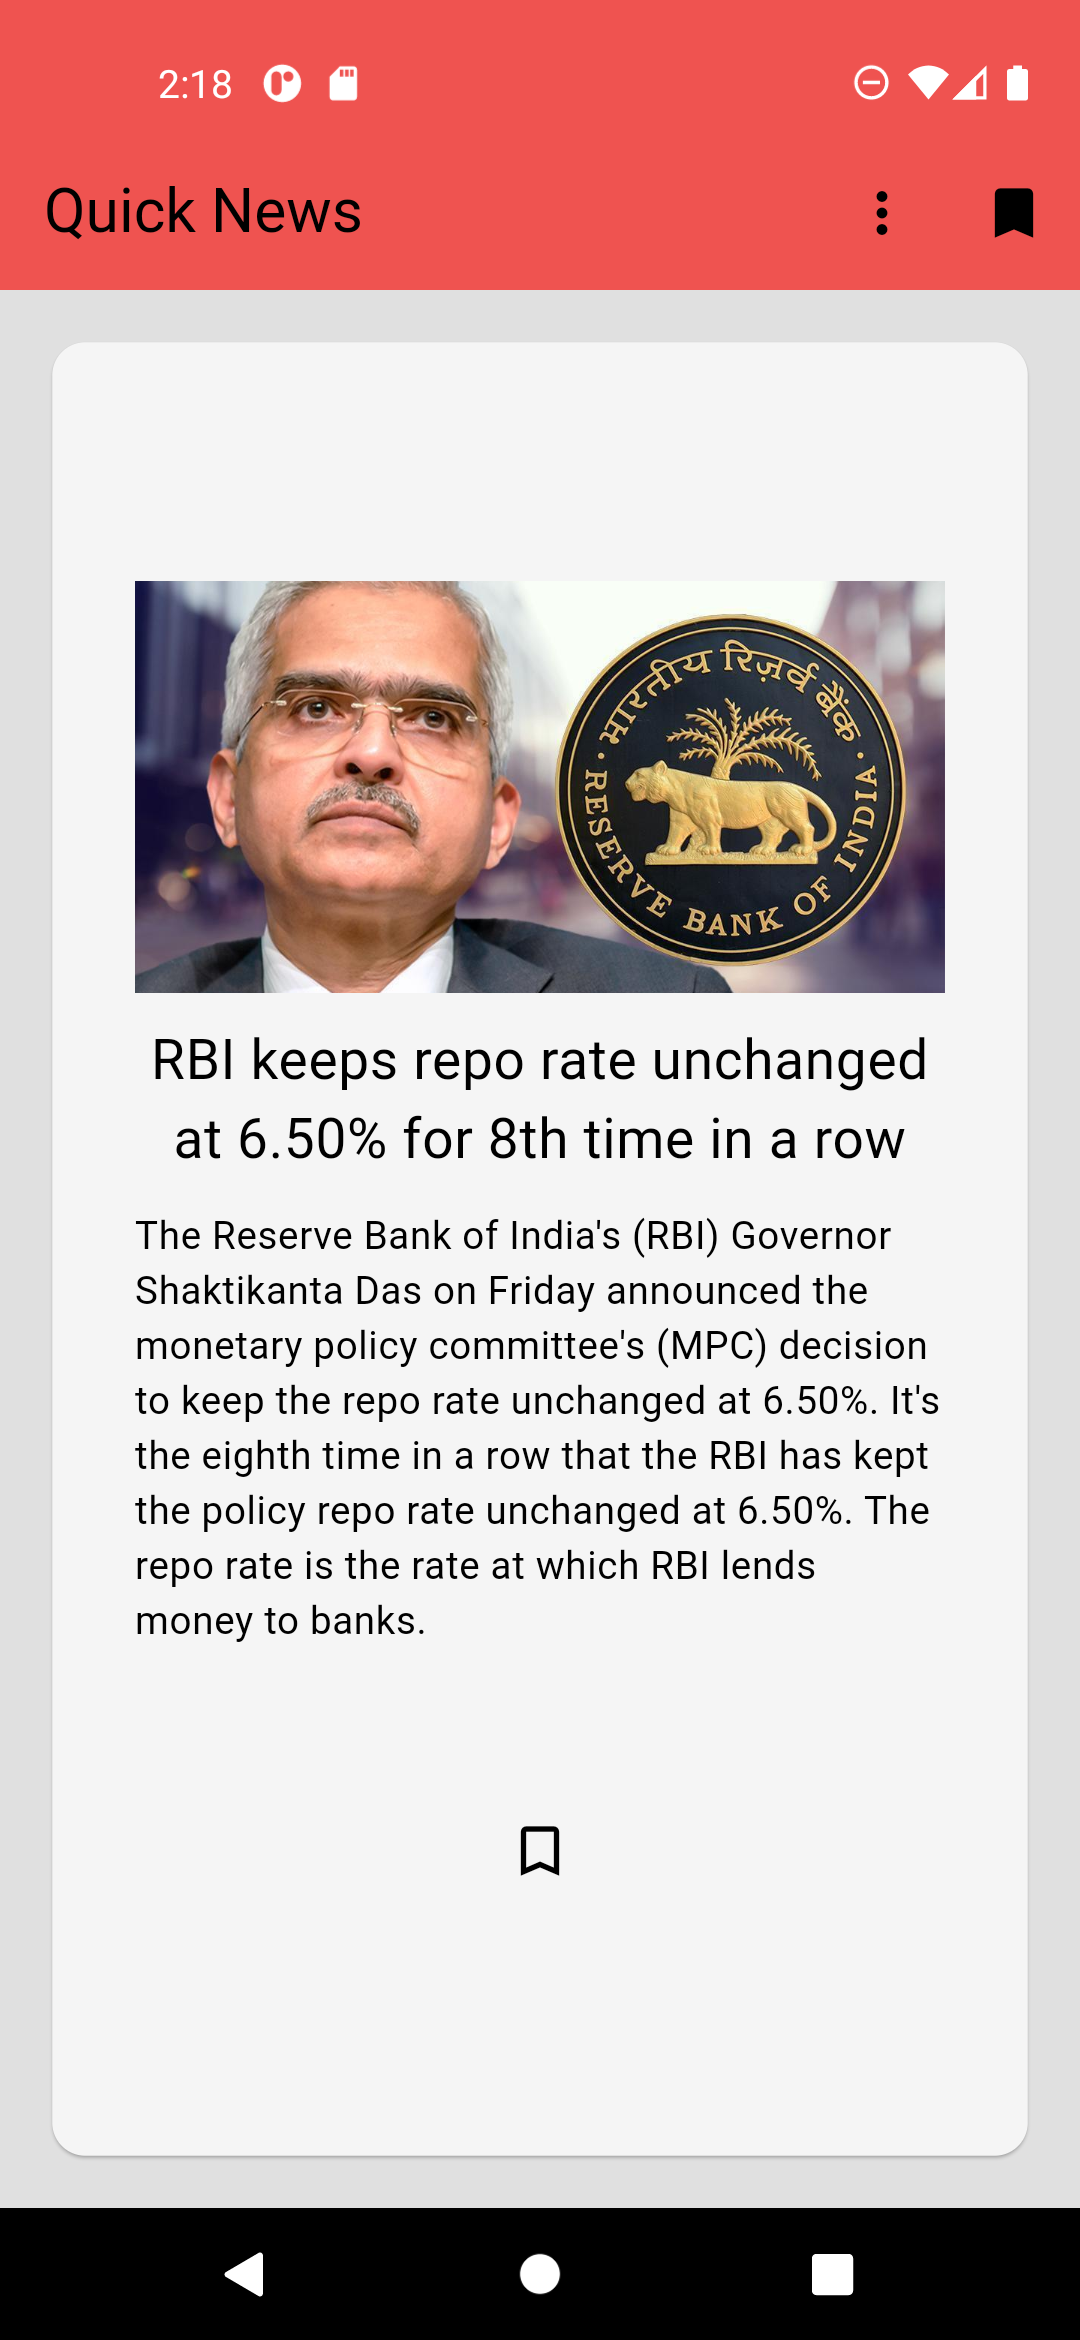 2:18
Quick News
भारतीय रिज़र्व बैंक
RESERVE BANK OF INDIA
RBI keeps repo rate unchanged
at 6.50% for 8th time in a row
The Reserve Bank of India's (RBI) Governor
Shaktikanta Das on Friday announced the
monetary policy committee's (MPC) decision
to keep the repo rate unchanged at 6.50%. It's
the eighth time in a row that the RBI has kept
the policy repo rate unchanged at 6.50%. The
repo rate is the rate at which RBI lends
money to banks.